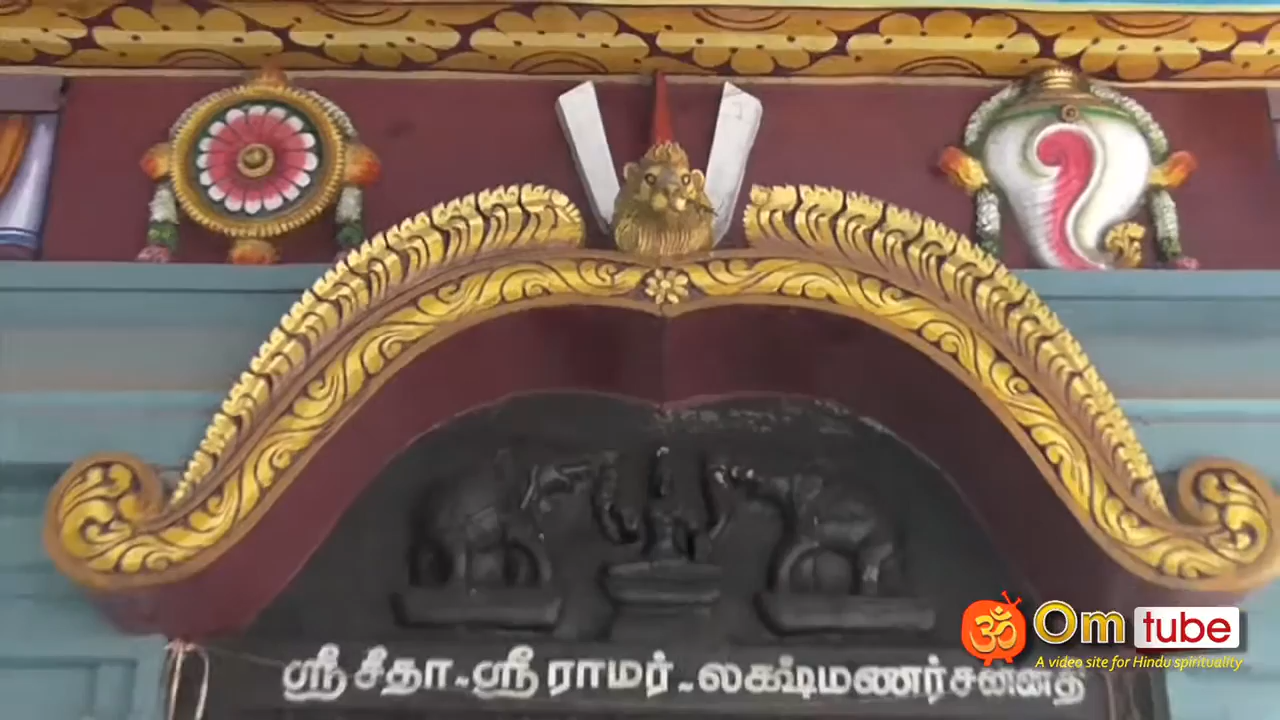 ஸ்ரீ சீதா - ஸ்ரீ ராமர் - லக்ஷ்மணர் சன்னதி
ॐ
Om tube
A video site for Hindu spirituality